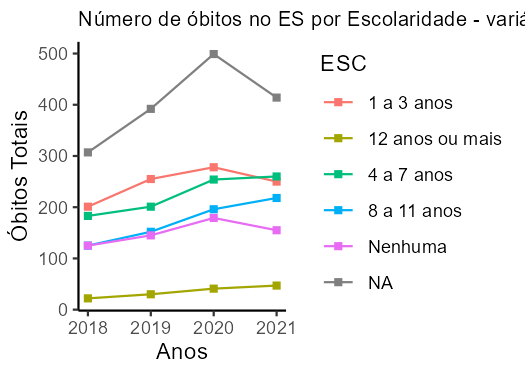 Número de óbitos no ES por Escolaridade - variá
Óbitos Totais
500
400
300
200
100
0
2018 2019 2020 2021
Anos
ESC
1 a 3 anos
12 anos ou mais
4 a 7 anos
8 a 11 anos
Nenhuma
NA